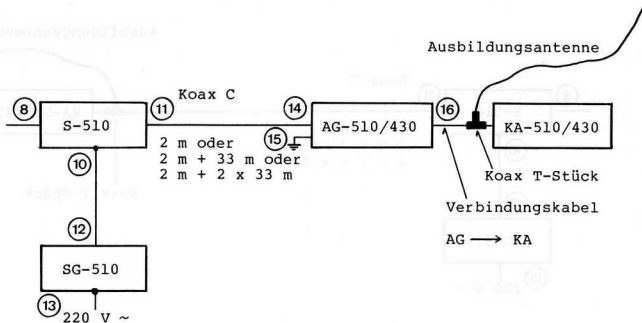 Ausbildungsantenne
Koax C
8
11
14
16
S-510
AG-510/430
KA-510/430
15
10
2 m oder
2 m + 33 m oder
2 m + 2 x 33 m
Koax T-Stück
Verbindungskabel
AG → KA
12
SG-510
13
220 V ~